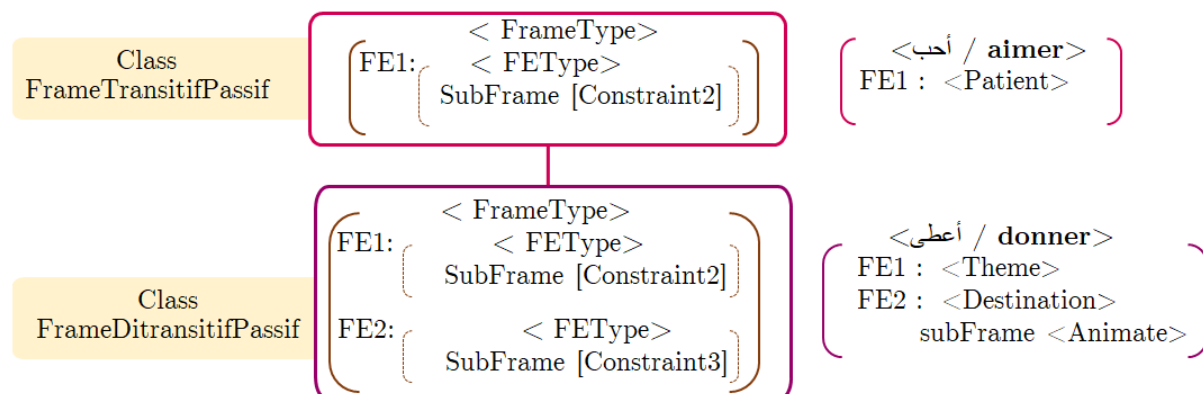 Class
FrameTransitifPassif
< FrameType>
FE1: < FEType>
SubFrame [Constraint2]
<أحب / aimer>
FE1 : <Patient>
Class
FrameDitransitifPassif
< FrameType>
FE1: < FEType>
SubFrame [Constraint2]
FE2: < FEType>
SubFrame [Constraint3]
<أعطى / donner>
FE1 : <Theme>
FE2 : <Destination>
subFrame <Animate>